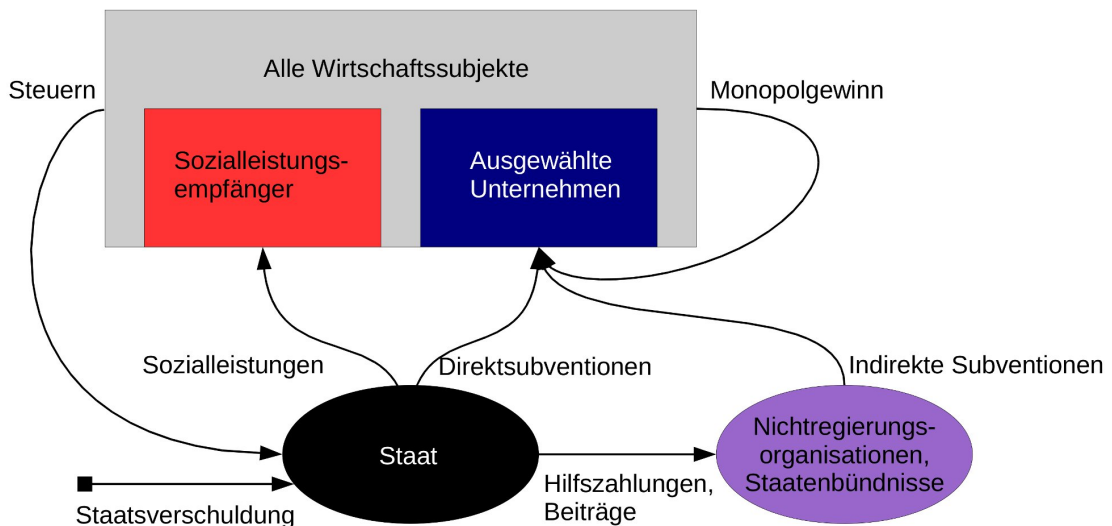 Alle Wirtschaftssubjekte
Steuern
Monopolgewinn
Sozialleistungs-
empfänger
Ausgewählte
Unternehmen
Sozialleistungen
Direktsubventionen
Indirekte Subventionen
Staat
Nichtregierungs-
organisationen,
Staatenbündnisse
Hilfszahlungen,
Beiträge
Staatsverschuldung